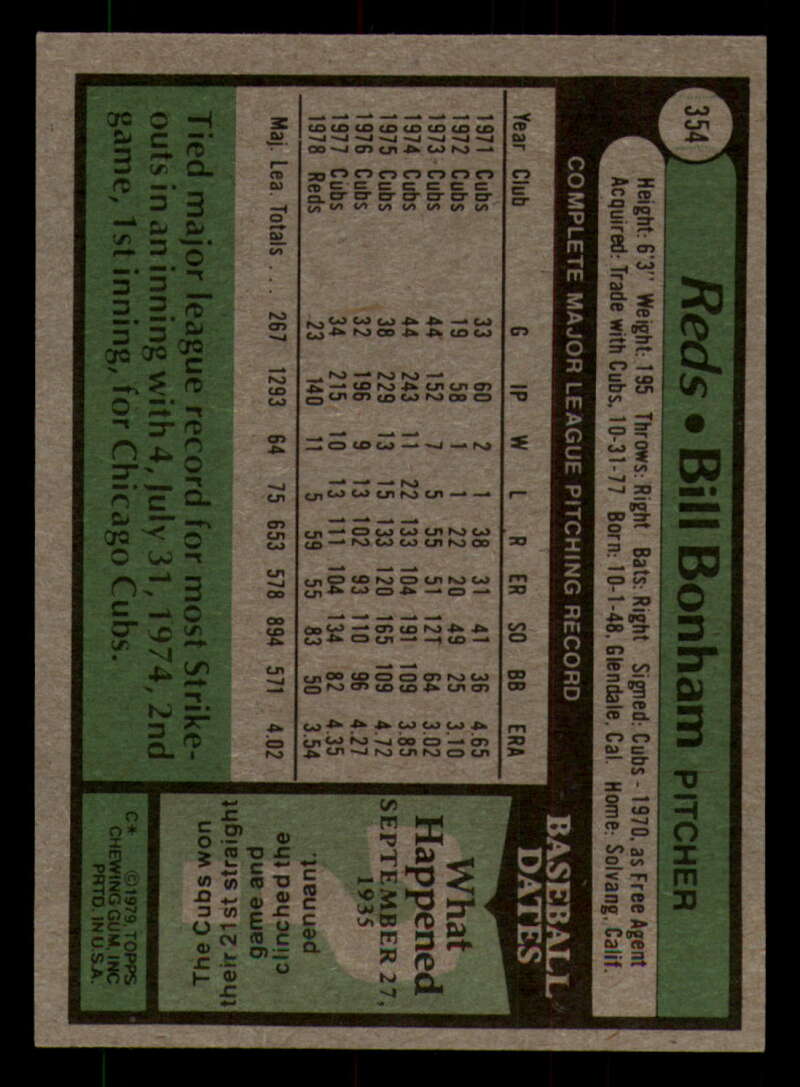 354
Reds • Bill Bonham PITCHER
Height: 6'3" Weight: 195 Throws: Right Bats: Right Signed: Cubs - 1970, as Free Agent
Acquired: Trade with Cubs, 10-31-77 Born: 10-1-48, Glendale, Cal. Home: Solvang, Calif.
COMPLETE MAJOR LEAGUE PITCHING RECORD
Year Club G IP W L R ER SO BB ERA
1971 Cubs 33 60 2 1 38 31 41 36 4.65
1972 Cubs 19 58 1 1 22 20 49 25 3.10
1973 Cubs 44 152 7 5 55 51 121 64 3.02
1974 Cubs 44 243 11 22 133 104 191 109 3.85
1975 Cubs 38 229 13 15 133 120 165 109 4.72
1976 Cubs 32 196 9 13 102 93 110 96 4.27
1977 Cubs 34 215 10 13 111 104 134 82 4.35
1978 Reds 23 140 11 5 59 55 83 50 3.54
Maj. Lea. Totals . . . 267 1293 64 75 653 578 894 571 4.02
Tied major league record for most Strike-
outs in an inning with 4, July 31, 1974, 2nd
game, 1st inning, for Chicago Cubs.
BASEBALL
DATES
What
Happened
SEPTEMBER 27,
1935
?
The Cubs won
their 21st straight
game and
clinched the
pennant.
C* ©1979 TOPPS
CHEWING GUM, INC
PRTD. IN U.S.A.